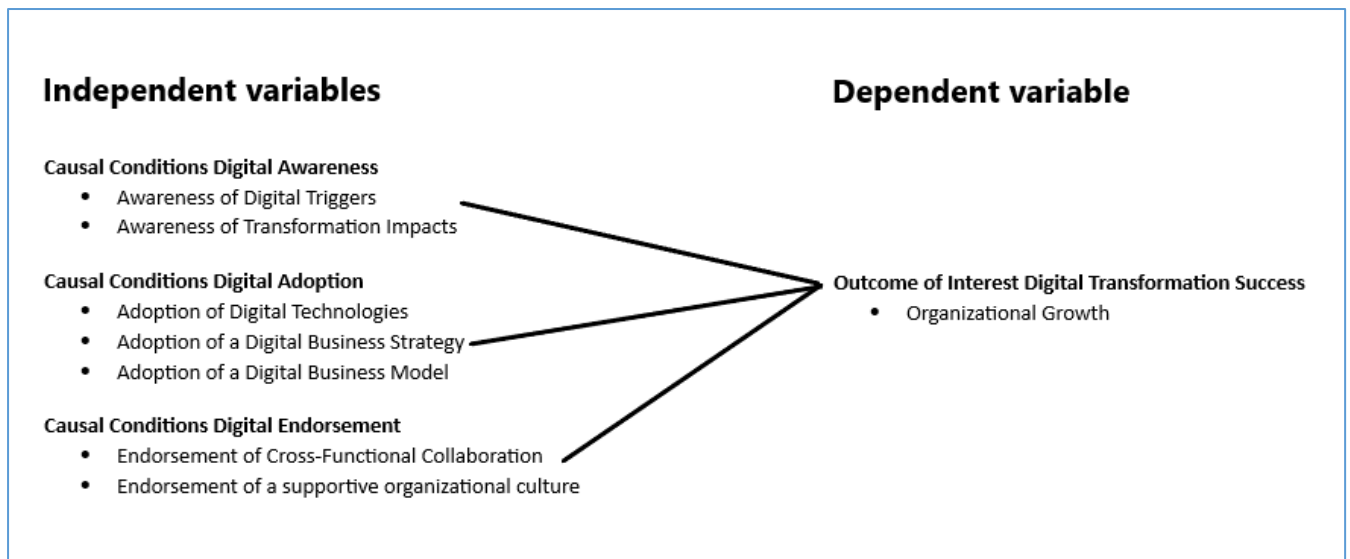 Independent variables
Dependent variable
Causal Conditions Digital Awareness
• Awareness of Digital Triggers
• Awareness of Transformation Impacts
Causal Conditions Digital Adoption
• Adoption of Digital Technologies
• Adoption of a Digital Business Strategy
• Adoption of a Digital Business Model
Causal Conditions Digital Endorsement
• Endorsement of Cross-Functional Collaboration
• Endorsement of a supportive organizational culture
Outcome of Interest Digital Transformation Success
• Organizational Growth